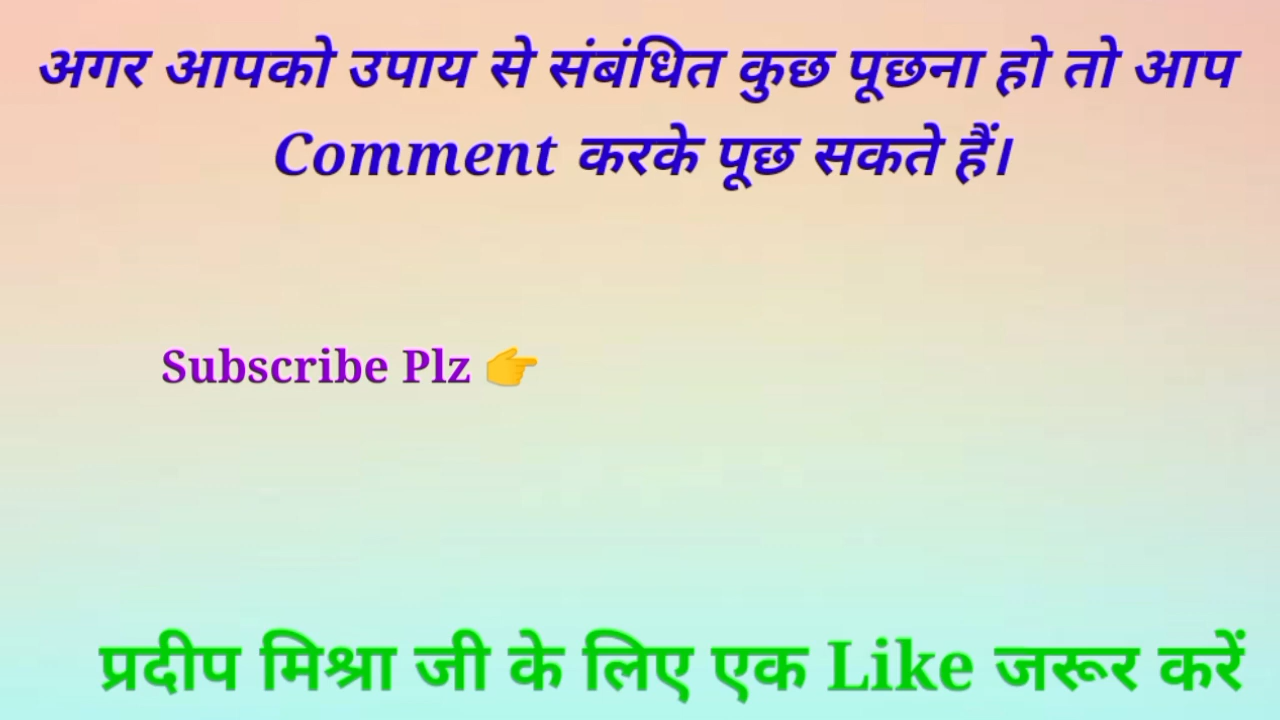 अगर आपको उपाय से संबंधित कुछ पूछना हो तो आप
Comment करके पूछ सकते हैं।
Subscribe Plz 👉
प्रदीप मिश्रा जी के लिए एक Like जरूर करें